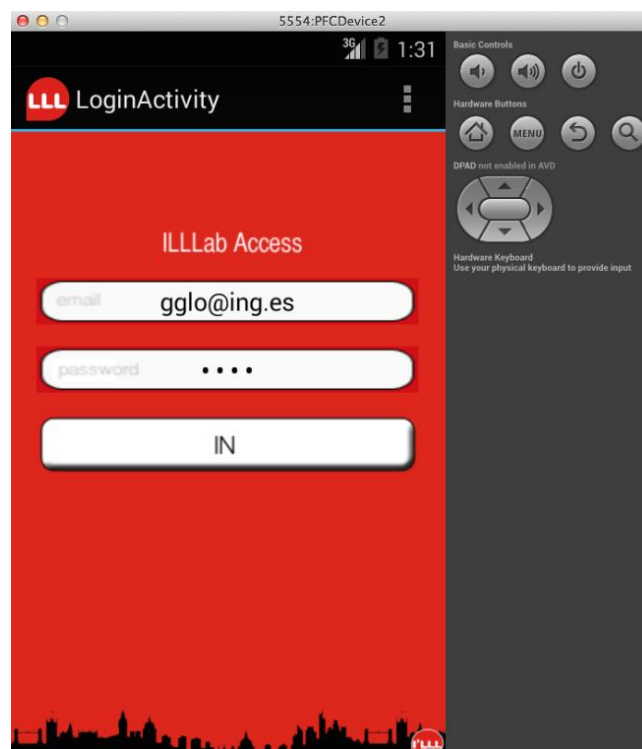 5554:PFCDevice2
3G 1:31
LLL LoginActivity
ILLLab Access
email gglo@ing.es
password ••••
IN
I'LLL
Basic Controls
Hardware Buttons
MENU
DPAD not enabled in AVD
Hardware Keyboard
Use your physical keyboard to provide input